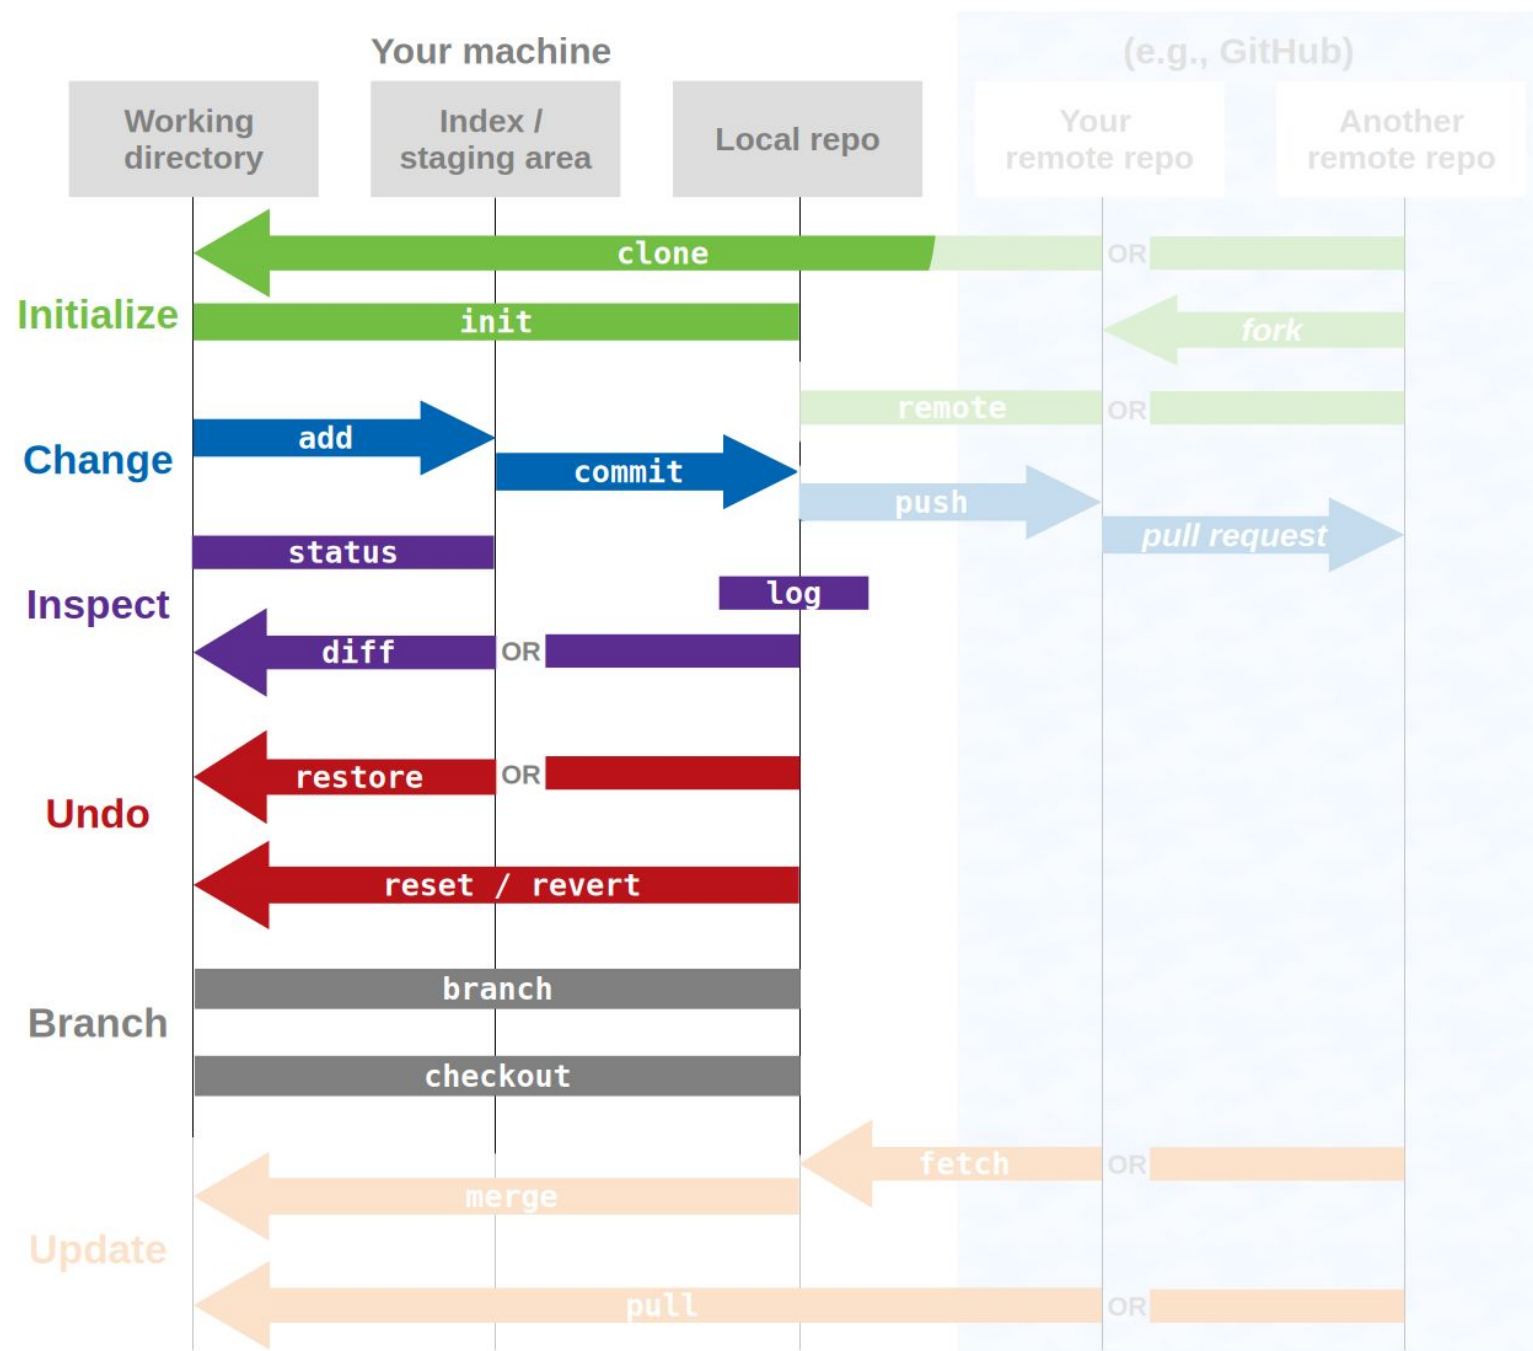 Your machine
(e.g., GitHub)
Working
directory
Index /
staging area
Local repo
Your
remote repo
Another
remote repo
clone
OR
Initialize
init
fork
remote
OR
Change
add
commit
push
pull request
status
Inspect
log
diff
OR
restore
OR
Undo
reset / revert
branch
Branch
checkout
fetch
OR
merge
Update
pull
OR